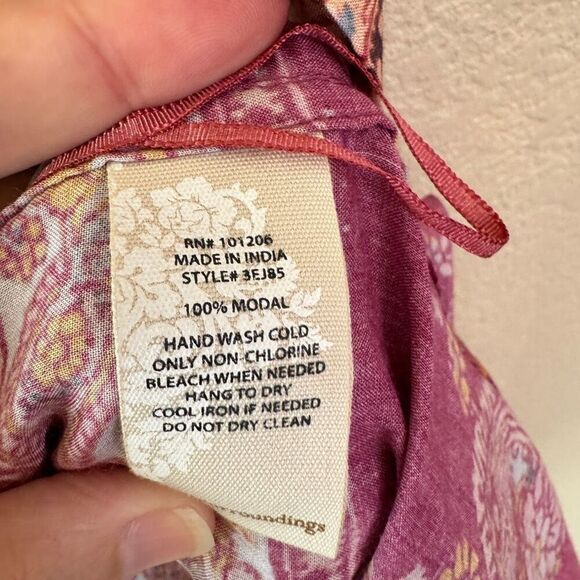 RN# 101206
MADE IN INDIA
STYLE# 3EJ85
100% MODAL
HAND WASH COLD
ONLY NON-CHLORINE
BLEACH WHEN NEEDED
HANG TO DRY
COOL IRON IF NEEDED
DO NOT DRY CLEAN